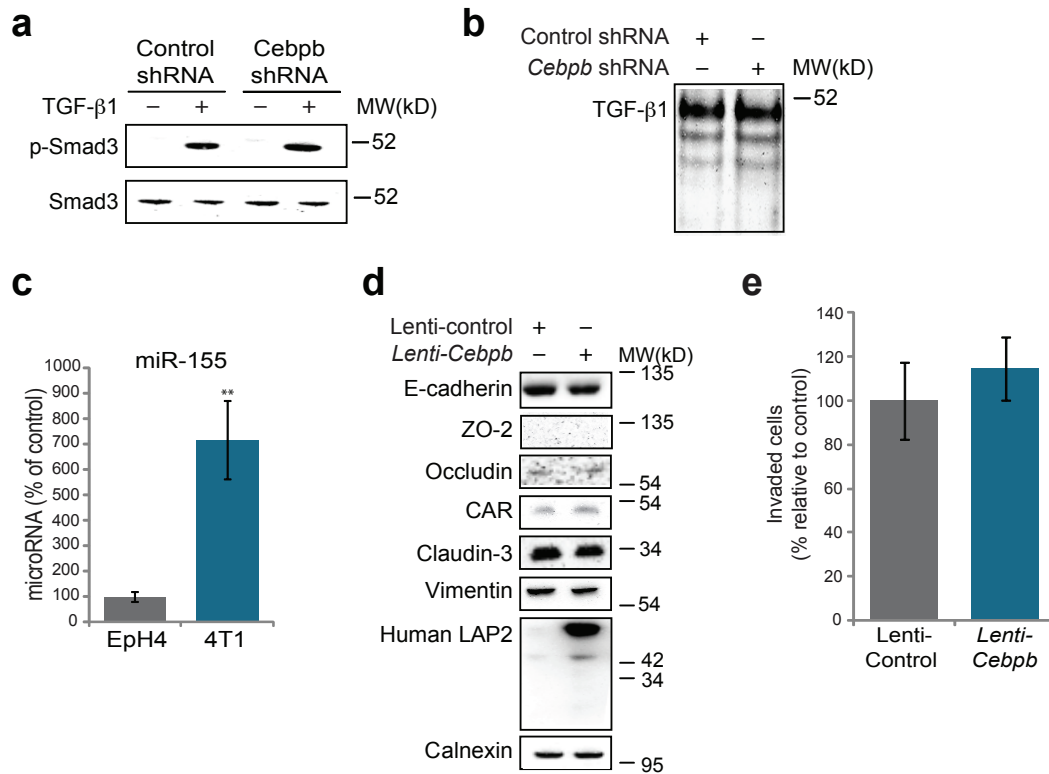 a
Control shRNA
Cebpb shRNA
TGF-β1 – + – + MW(kD)
p-Smad3 –52
Smad3 –52
b
Control shRNA + –
Cebpb shRNA – + MW(kD)
TGF-β1 –52
c
miR-155
microRNA (% of control)
1000
900
800
700
600
500
400
300
200
100
0
**
EpH4 4T1
d
Lenti-control + –
Lenti-Cebpb – + MW(kD)
E-cadherin – 135
ZO-2 – 135
Occludin – 54
CAR – 54
Claudin-3 – 34
Vimentin – 54
Human LAP2 – 42
– 34
Calnexin – 95
e
Invaded cells
(% relative to control)
140
120
100
80
60
40
20
0
Lenti-Control
Lenti-Cebpb